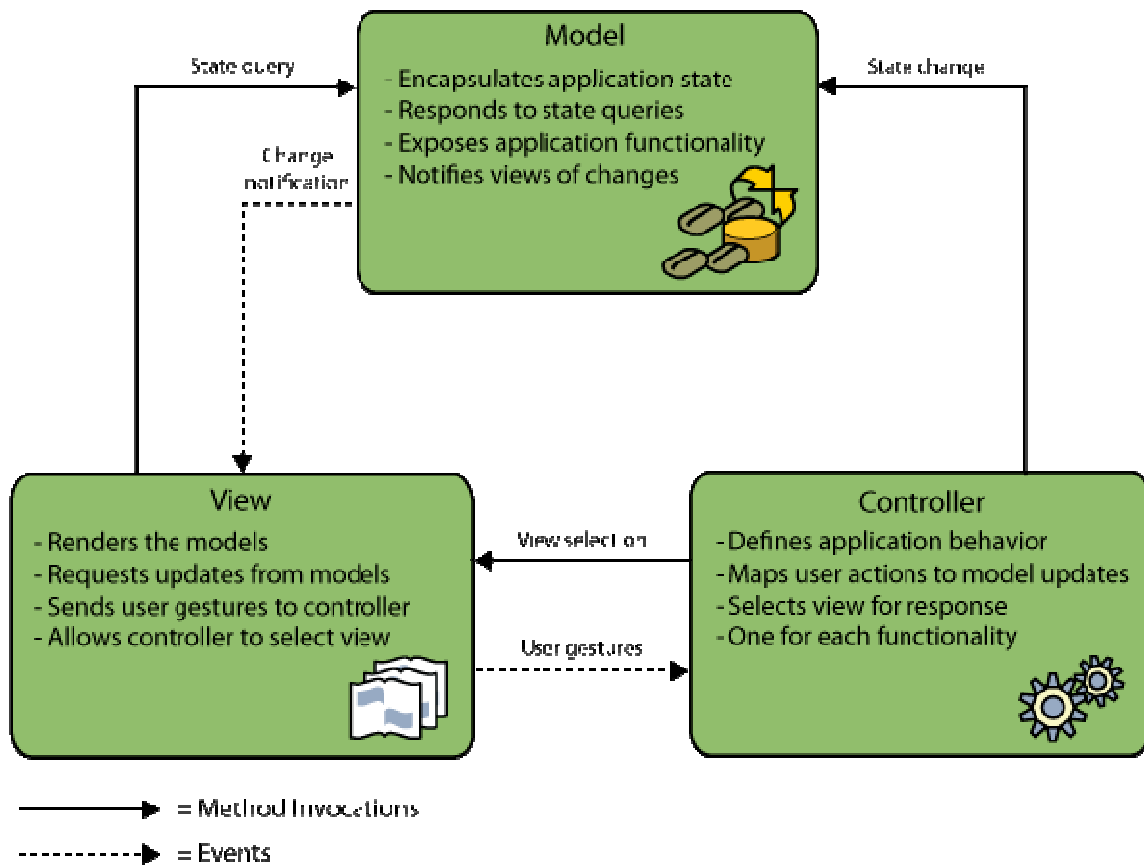 Model
- Encapsulates application state
- Responds to state queries
- Exposes application functionality
- Notifies views of changes
State query
State change
Change
notification
View
- Renders the models
- Requests updates from models
- Sends user gestures to controller
- Allows controller to select view
View selection
User gestures
Controller
- Defines application behavior
- Maps user actions to model updates
- Selects view for response
- One for each functionality
= Method Invocations
= Events